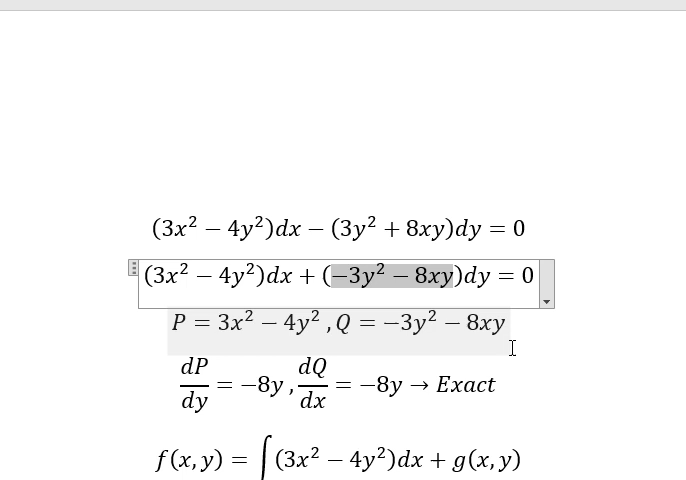 (3x² − 4y²)dx − (3y² + 8xy)dy = 0
(3x² − 4y²)dx + (−3y² − 8xy)dy = 0
P = 3x² − 4y² , Q = −3y² − 8xy
dP/dy = −8y , dQ/dx = −8y → Exact
f(x, y) = ∫(3x² − 4y²)dx + g(x, y)